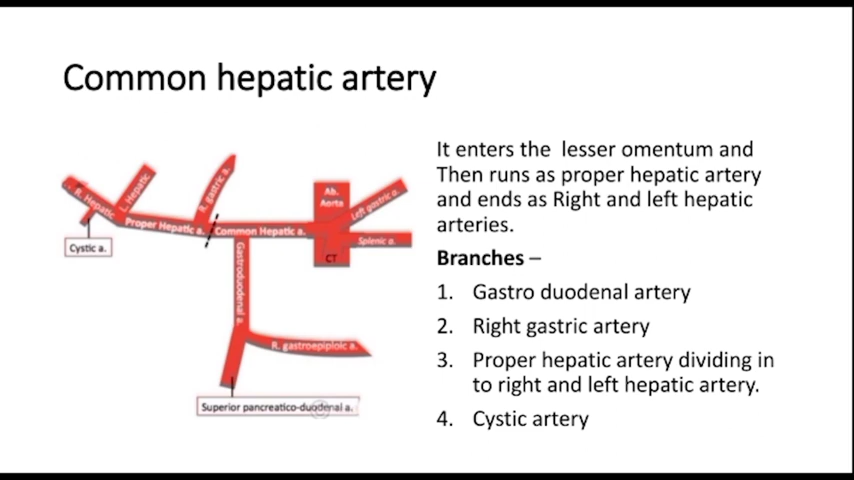 Common hepatic artery
It enters the lesser omentum and
Then runs as proper hepatic artery
and ends as Right and left hepatic
arteries.
Branches –
1. Gastro duodenal artery
2. Right gastric artery
3. Proper hepatic artery dividing in
to right and left hepatic artery.
4. Cystic artery
R. Hepatic
L. Hepatic
R. gastric a.
Ab.
Aorta
Left gastric a.
Proper Hepatic a.
Common Hepatic a.
Splenic a.
Cystic a.
CT
Gastroduodenal a.
R. gastroepiploic a.
Superior pancreatico-duodenal a.